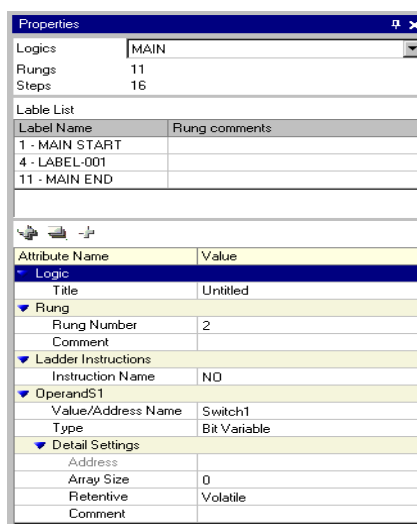 Properties
Logics MAIN
Rungs 11
Steps 16
Lable List
Label Name Rung comments
1 - MAIN START
4 - LABEL-001
11 - MAIN END
Attribute Name Value
Logic
Title Untitled
Rung
Rung Number 2
Comment
Ladder Instructions
Instruction Name NO
OperandS1
Value/Address Name Switch1
Type Bit Variable
Detail Settings
Address
Array Size 0
Retentive Volatile
Comment